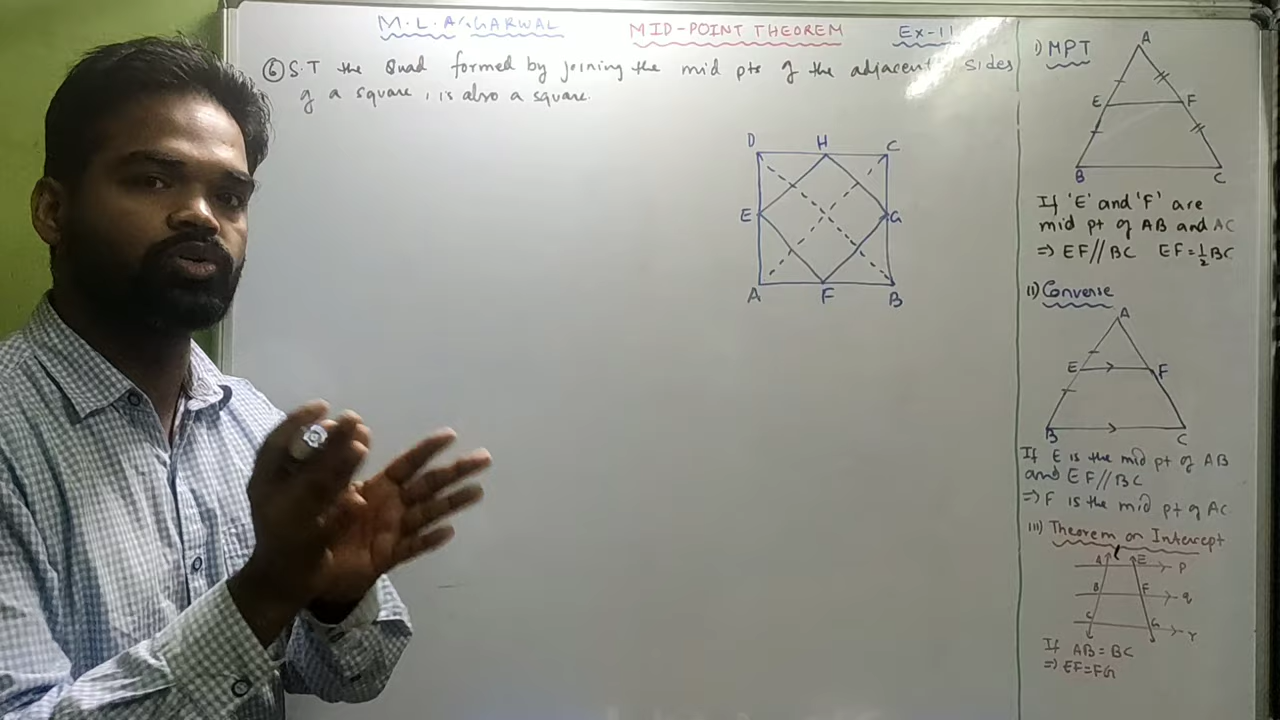 M.L. AGGARWAL MID-POINT THEOREM Ex-11
⑥ S.T the Quad formed by joining the mid pts of the adjacent sides
of a square, is also a square.
D H C
E G
A F B
i) MPT
A
E F
B C
If 'E' and 'F' are
mid pt of AB and AC
⇒ EF//BC EF=½BC
ii) Converse
A
E F
B C
If E is the mid pt of AB
and EF//BC
⇒ F is the mid pt of AC
iii) Theorem on Intercept
A E P
B F q
C G r
If AB = BC
⇒ EF=FG